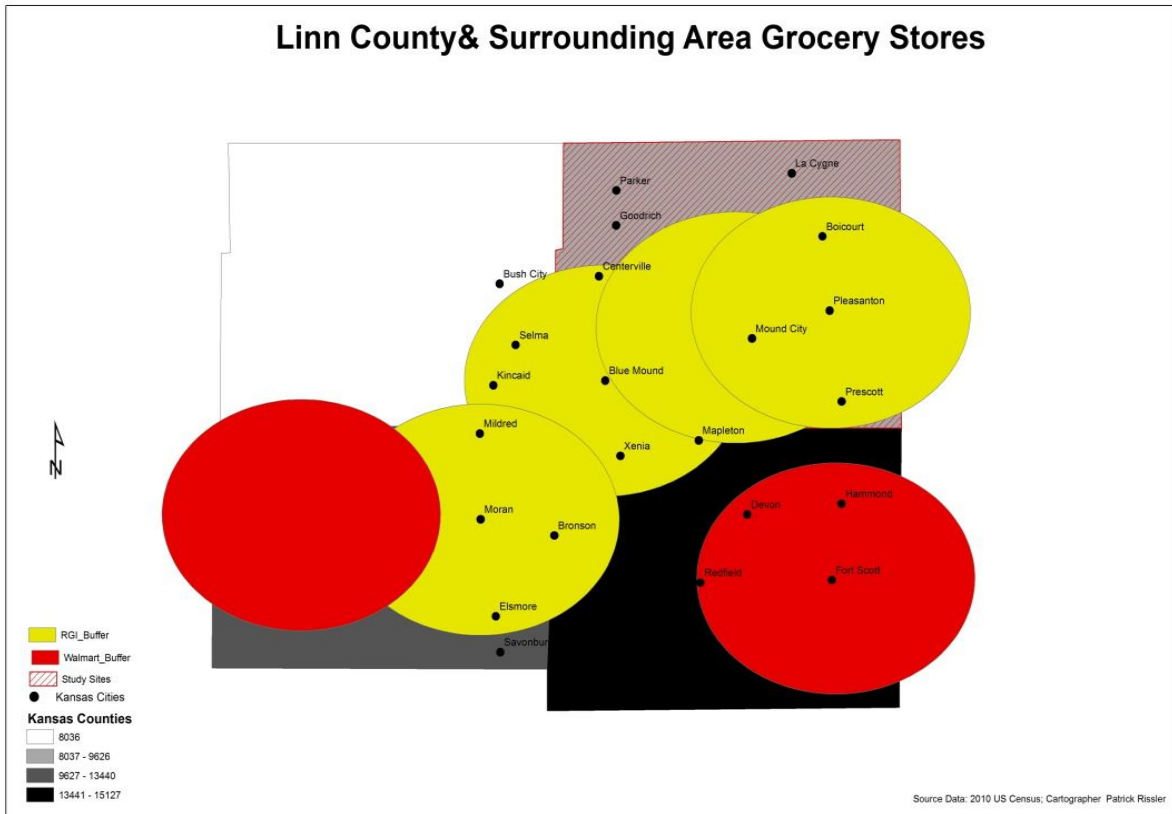 Linn County& Surrounding Area Grocery Stores
La Cygne
Parker
Goodrich
Boicourt
Centerville
Bush City
Pleasanton
Selma
Mound City
Blue Mound
Kincaid
Prescott
Mildred
Mapleton
Xenia
Hammond
Devon
Moran
Bronson
Redfield
Fort Scott
Elsmore
Savonbur
N
RGI_Buffer
Walmart_Buffer
Study Sites
Kansas Cities
Kansas Counties
8036
8037 - 9626
9627 - 13440
13441 - 15127
Source Data: 2010 US Census; Cartographer Patrick Rissler